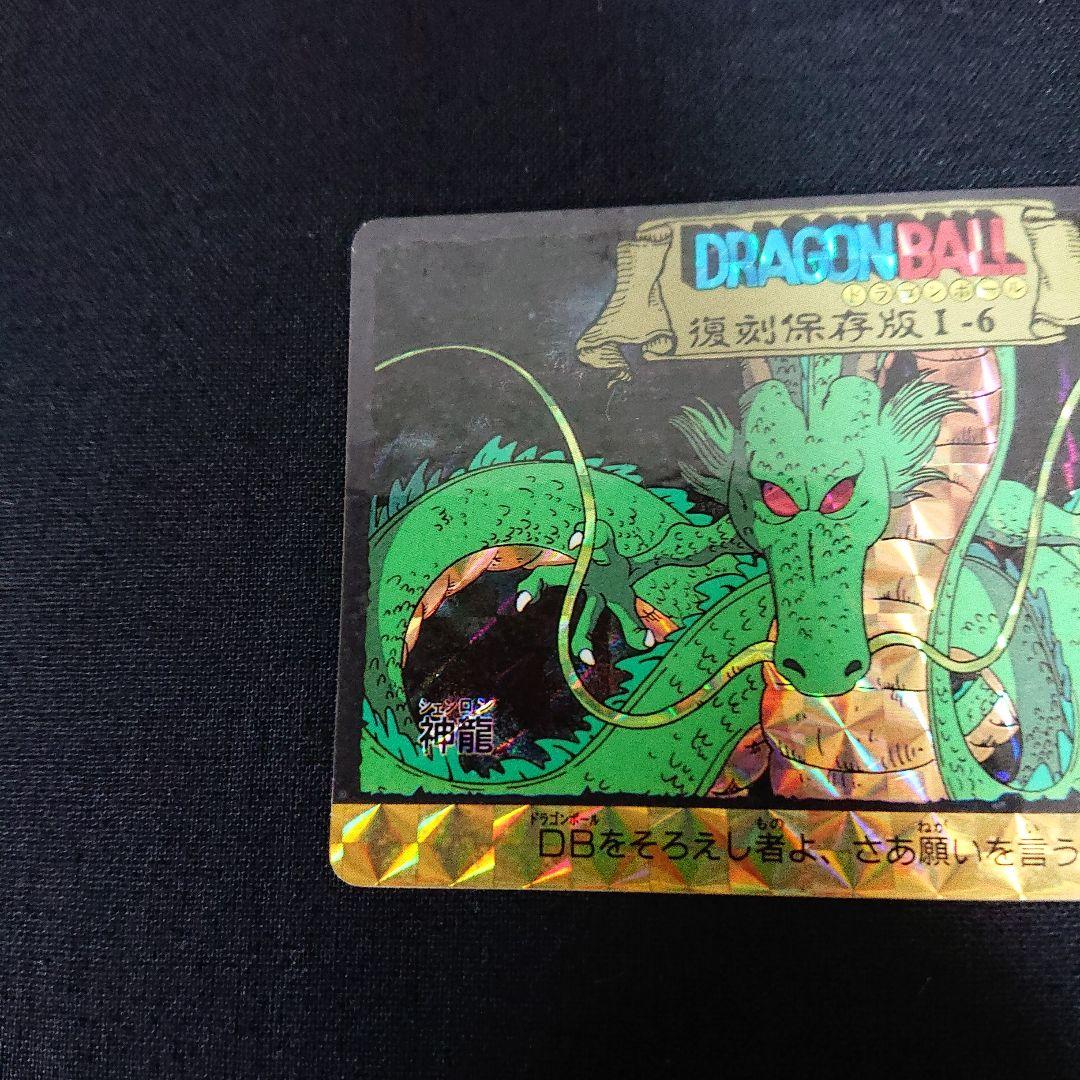 DRAGON BALL
ドラゴンボール
復刻保存版 I-6
シェンロン
神龍
ドラゴンボール もの ねが い
DBをそろえし者よ、さあ願いを言う